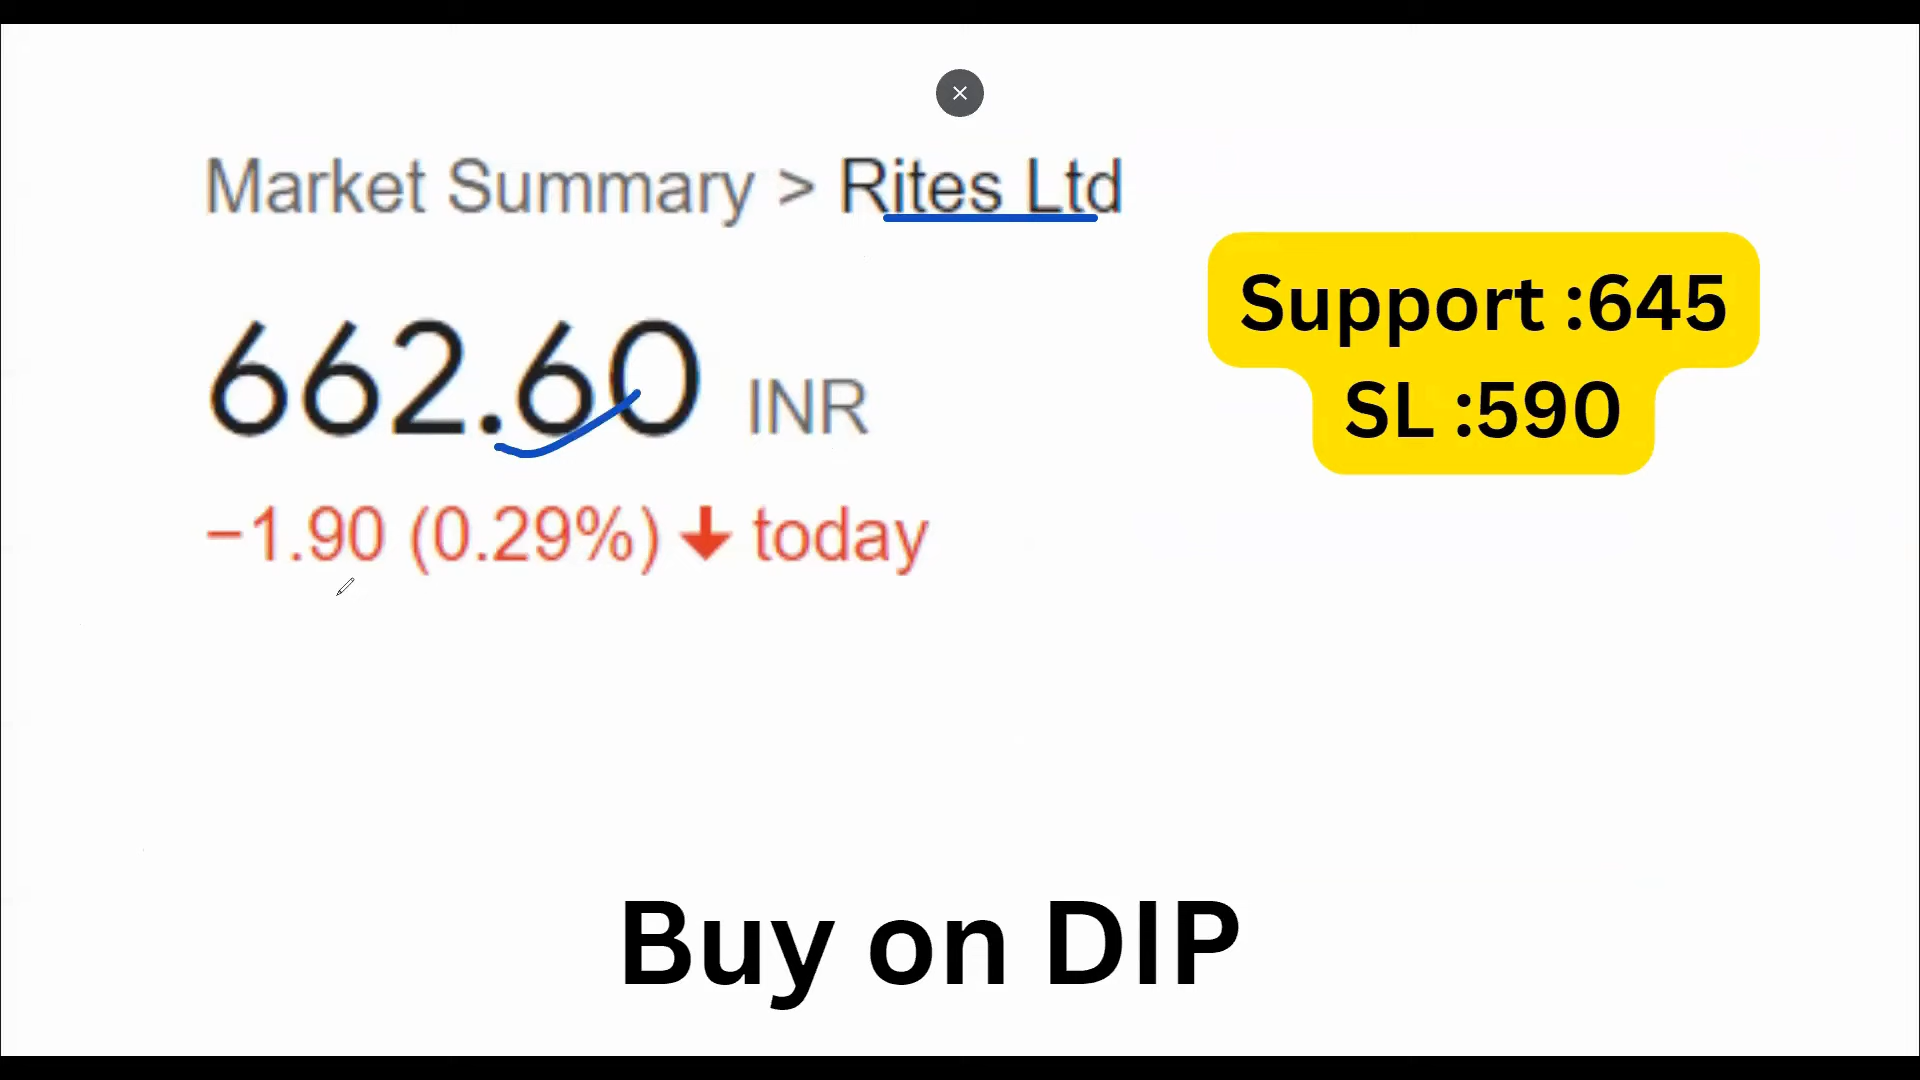 Market Summary > Rites Ltd
662.60 INR
−1.90 (0.29%) ↓ today
Support :645
SL :590
Buy on DIP